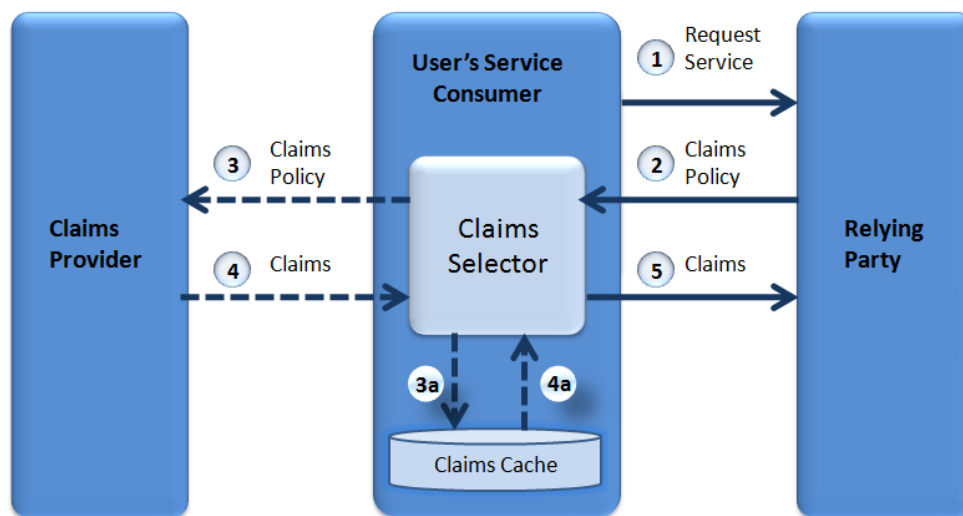 User's Service
Consumer
1
Request
Service
3
Claims
Policy
2
Claims
Policy
Claims
Provider
Claims
Selector
Relying
Party
4
Claims
5
Claims
3a
4a
Claims Cache